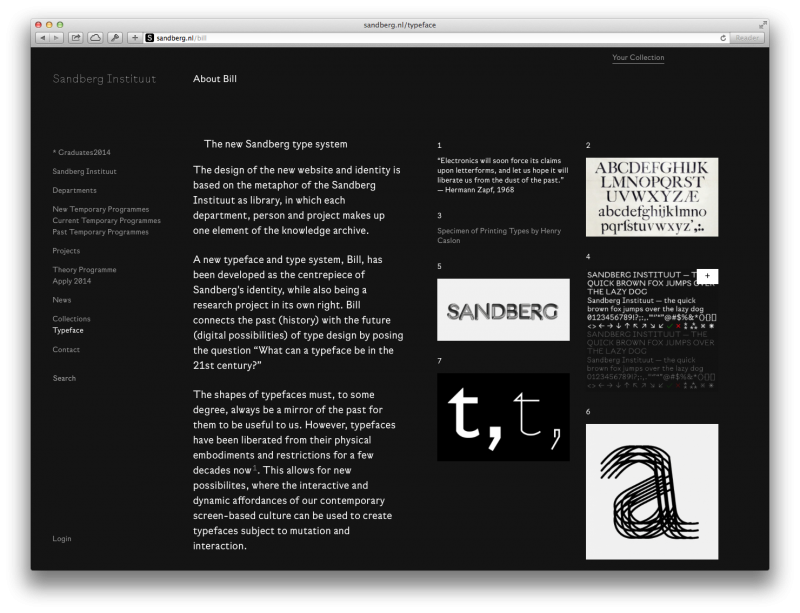 sandberg.nl/typeface
sandberg.nl/bill
Reader
Your Collection
Sandberg Instituut
About Bill
* Graduates2014
Sandberg Instituut
Departments
New Temporary Programmes
Current Temporary Programmes
Past Temporary Programmes
Projects
Theory Programme
Apply 2014
News
Collections
Typeface
Contact
Search
Login
The new Sandberg type system
The design of the new website and identity is
based on the metaphor of the Sandberg
Instituut as library, in which each
department, person and project makes up
one element of the knowledge archive.
A new typeface and type system, Bill, has
been developed as the centrepiece of
Sandberg's identity, while also being a
research project in its own right. Bill
connects the past (history) with the future
(digital possibilities) of type design by posing
the question “What can a typeface be in the
21st century?”
The shapes of typefaces must, to some
degree, always be a mirror of the past for
them to be useful to us. However, typefaces
have been liberated from their physical
embodiments and restrictions for a few
decades now1. This allows for new
possibilites, where the interactive and
dynamic affordances of our contemporary
screen-based culture can be used to create
typefaces subject to mutation and
interaction.
1
“Electronics will soon force its claims
upon letterforms, and let us hope it will
liberate us from the dust of the past.”
— Hermann Zapf, 1968
3
Specimen of Printing Types by Henry
Caslon
5
SANDBERG
7
t, t,
2
ABCDEFGHIJK
LMNOPQRST
UVWXYZÆ
abcdefghijklmno
pqrſstuvwxyz',;.
4
+
SANDBERG INSTITUUT — THE
QUICK BROWN FOX JUMPS OVER
THE LAZY DOG
Sandberg Instituut — the quick
brown fox jumps over the lazy dog
0123456789!?;:,.""''"*@#$%&*(){}[]
<> ← → ↓ ↑ ↖ ↗ ↘ ↙
SANDBERG INSTITUUT — THE
QUICK BROWN FOX JUMPS OVER
THE LAZY DOG
Sandberg Instituut — the quick
brown fox jumps over the lazy dog
6
a